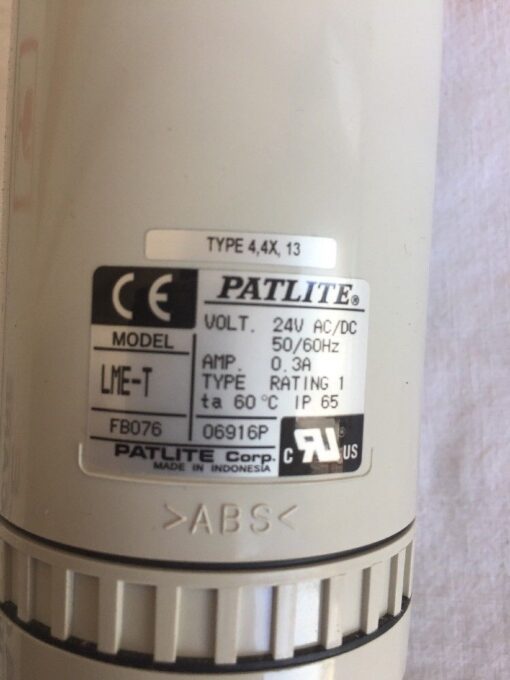 TYPE 4,4X, 13
CE
PATLITE®
VOLT. 24V AC/DC
50/60Hz
MODEL
LME-T
AMP. 0.3A
TYPE RATING 1
ta 60°C IP 65
FB076
06916P
PATLITE Corp.
MADE IN INDONESIA
C RU® US
>ABS<